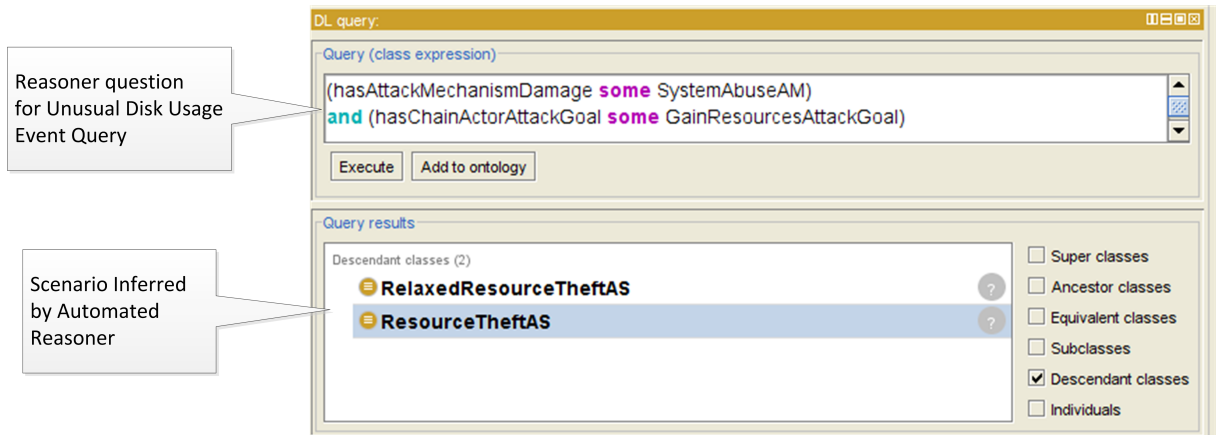 DL query:
Reasoner question
for Unusual Disk Usage
Event Query
Query (class expression)
(hasAttackMechanismDamage some SystemAbuseAM)
and (hasChainActorAttackGoal some GainResourcesAttackGoal)
Execute
Add to ontology
Query results
Scenario Inferred
by Automated
Reasoner
Descendant classes (2)
RelaxedResourceTheftAS
?
ResourceTheftAS
?
Super classes
Ancestor classes
Equivalent classes
Subclasses
Descendant classes
Individuals